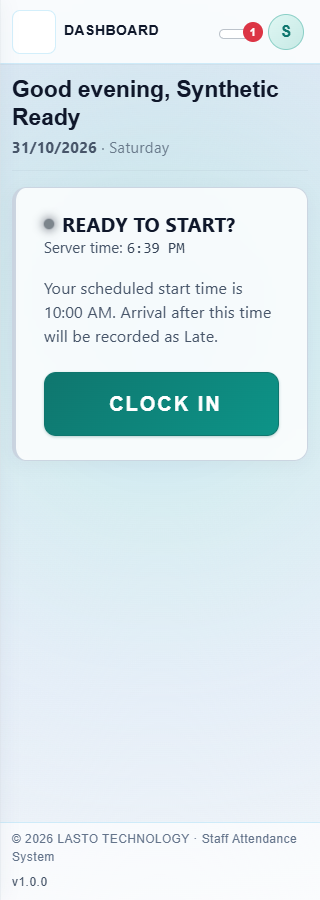 DASHBOARD
1
S
Good evening, Synthetic
Ready
31/10/2026 · Saturday
READY TO START?
Server time: 6:39 PM
Your scheduled start time is
10:00 AM. Arrival after this time
will be recorded as Late.
CLOCK IN
© 2026 LASTO TECHNOLOGY · Staff Attendance
System
v1.0.0